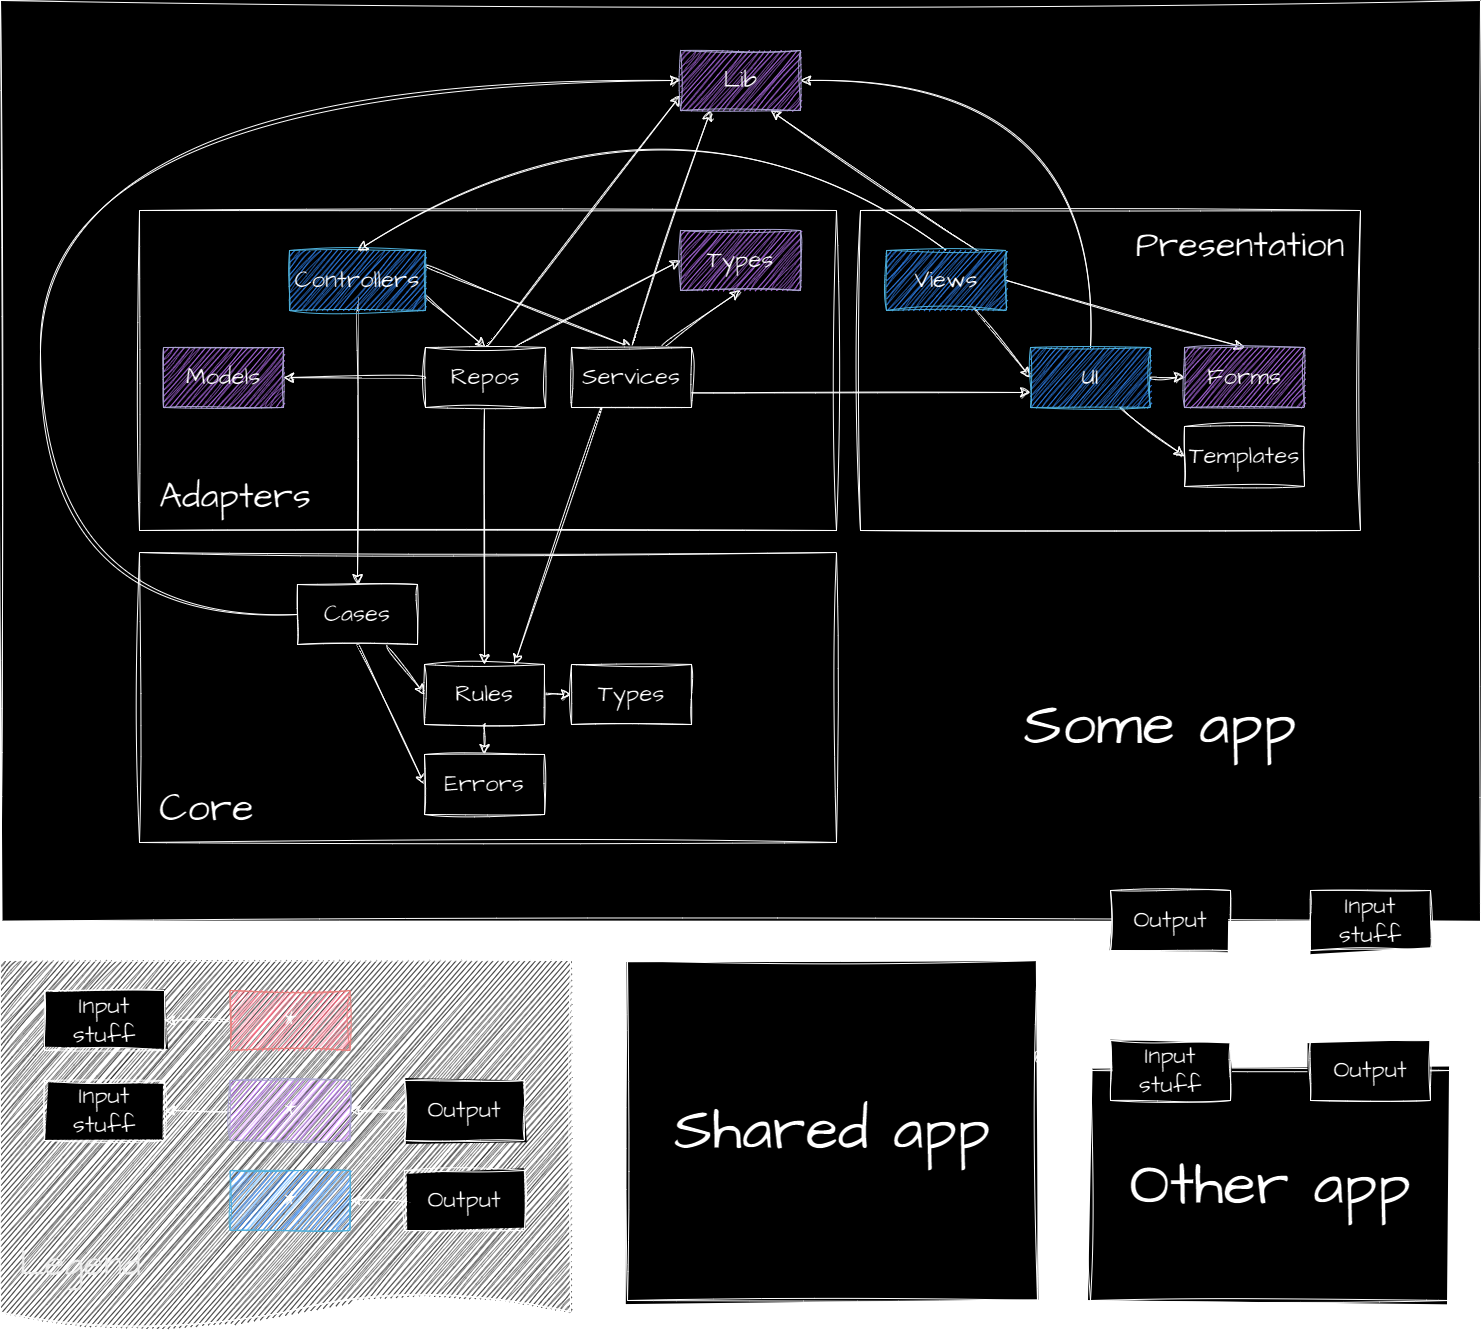 Lib
Presentation
Controllers
Types
Views
Models
Repos
Services
UI
Forms
Templates
Adapters
Cases
Rules
Types
Some app
Errors
Core
Output
Input
stuff
Input
stuff
*
Input
stuff
*
Output
*
Output
Legend
Shared app
Input
stuff
Output
Other app